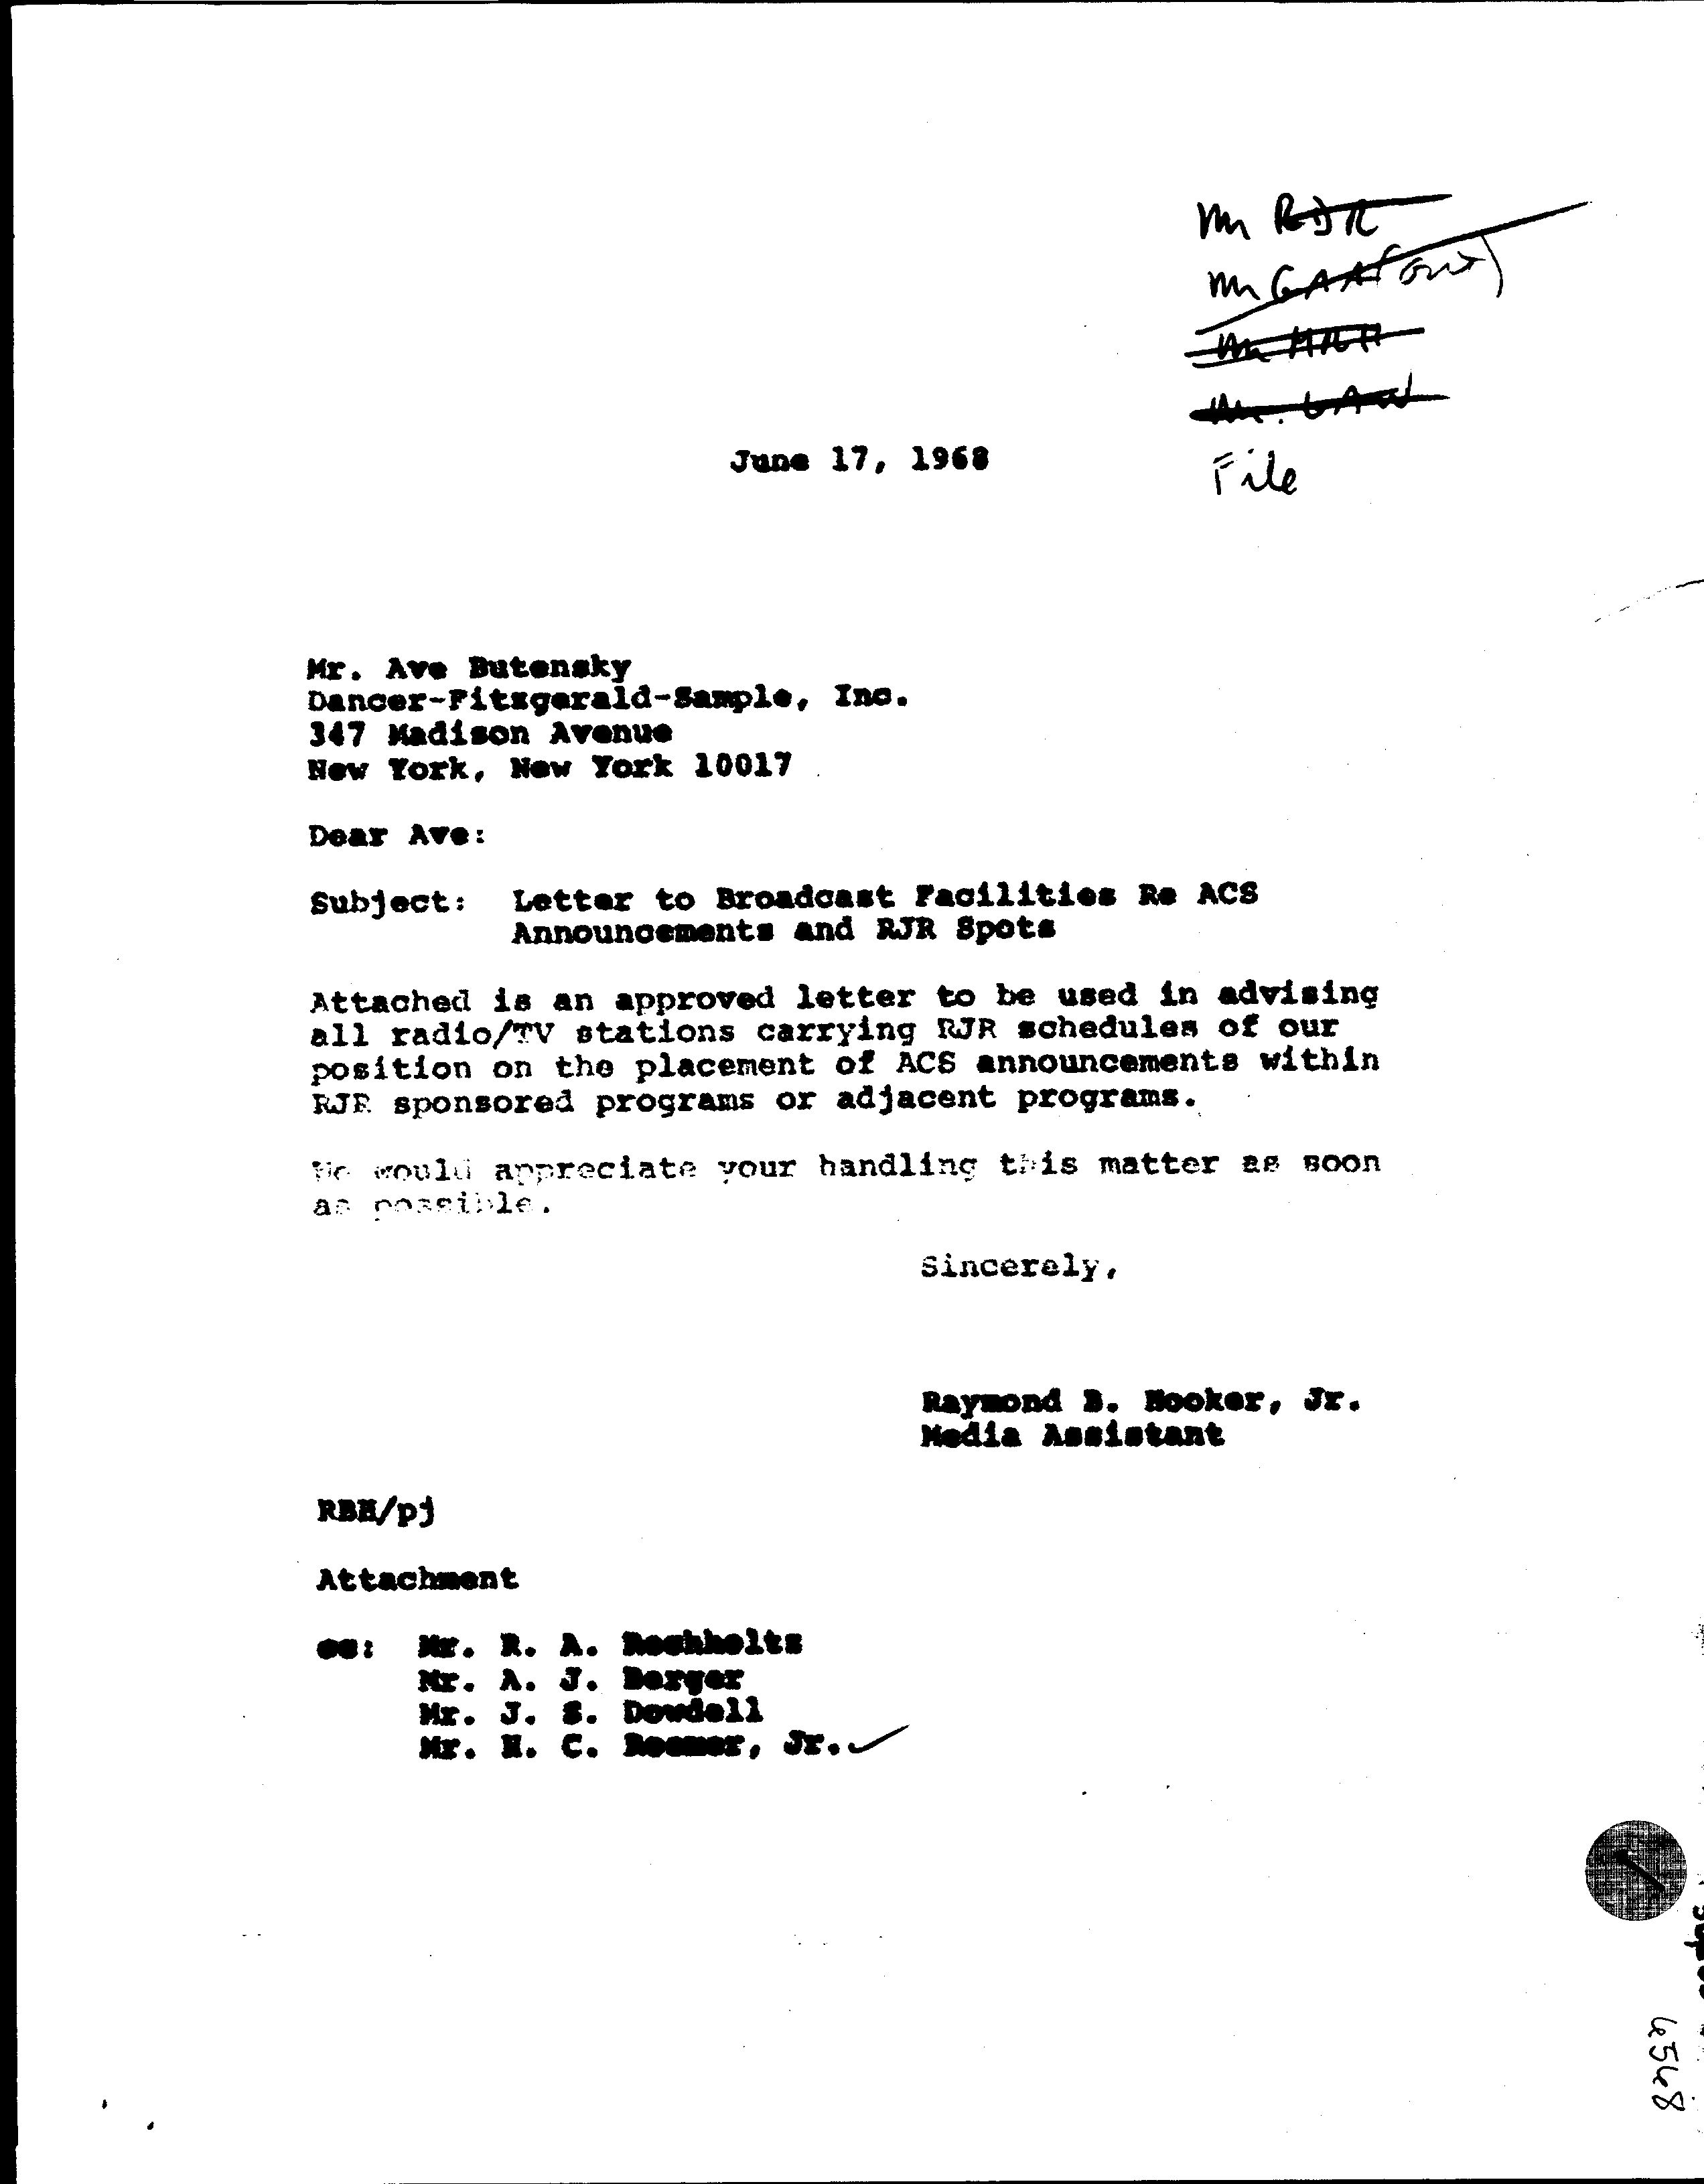 Mr RDR
Mr GAA (out)
Mr HRH
Mr. LAW
June 17, 1968
File
Mr. Ave Butensky
Dancer-Fitzgerald-Sample, Inc.
347 Madison Avenue
New York, New York 10017
Dear Ave:
Subject: Letter to Broadcast Facilities Re ACS
Announcements and RJR Spots
Attached is an approved letter to be used in advising
all radio/TV stations carrying RJR schedules of our
position on the placement of ACS announcements within
RJR sponsored programs or adjacent programs.
We would appreciate your handling this matter as soon
as possible.
Sincerely,
Raymond B. Hooker, Jr.
Media Assistant
RBH/pj
Attachment
cc: Mr. R. A. Rechholtz
Mr. A. J. Berger
Mr. J. S. Dowdell
Mr. H. C. Roemer, Jr. ✓
6548